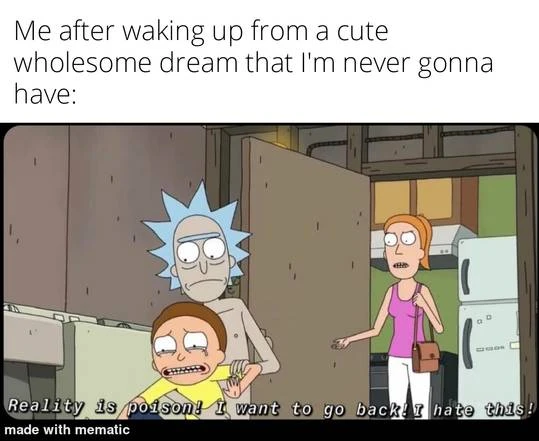 Me after waking up from a cute
wholesome dream that I'm never gonna
have:
Reality is poison! I want to go back! I hate this!
made with mematic